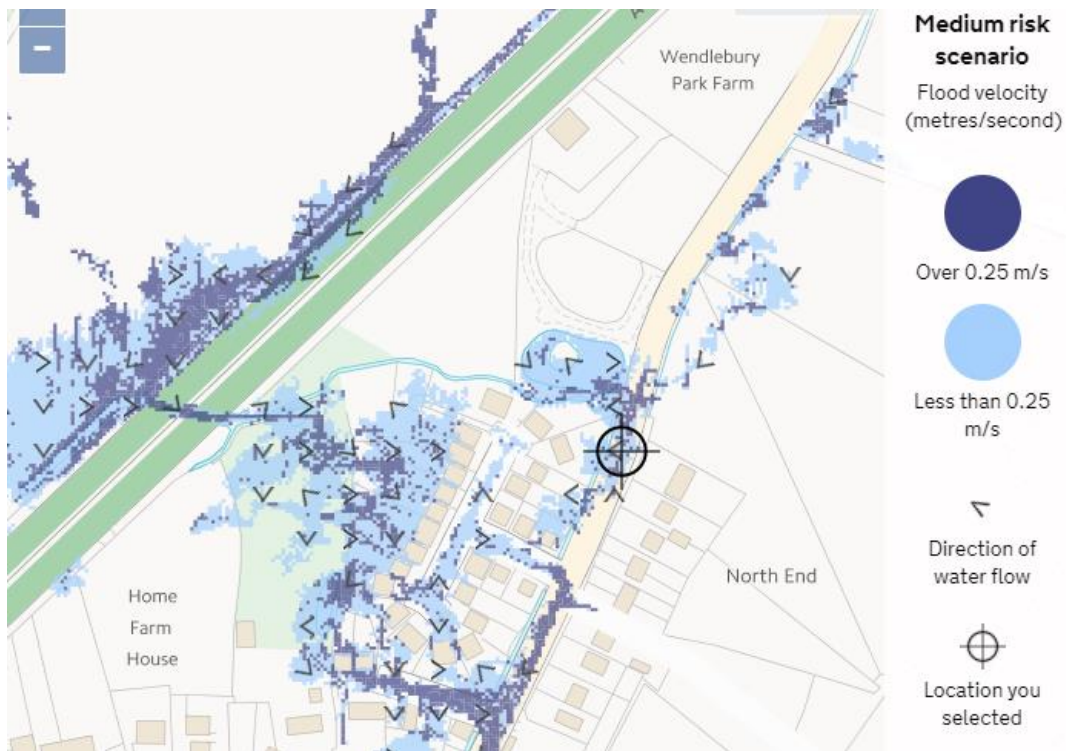 Wendlebury
Park Farm
Home
Farm
House
North End
Medium risk
scenario
Flood velocity
(metres/second)
Over 0.25 m/s
Less than 0.25
m/s
Direction of
water flow
Location you
selected